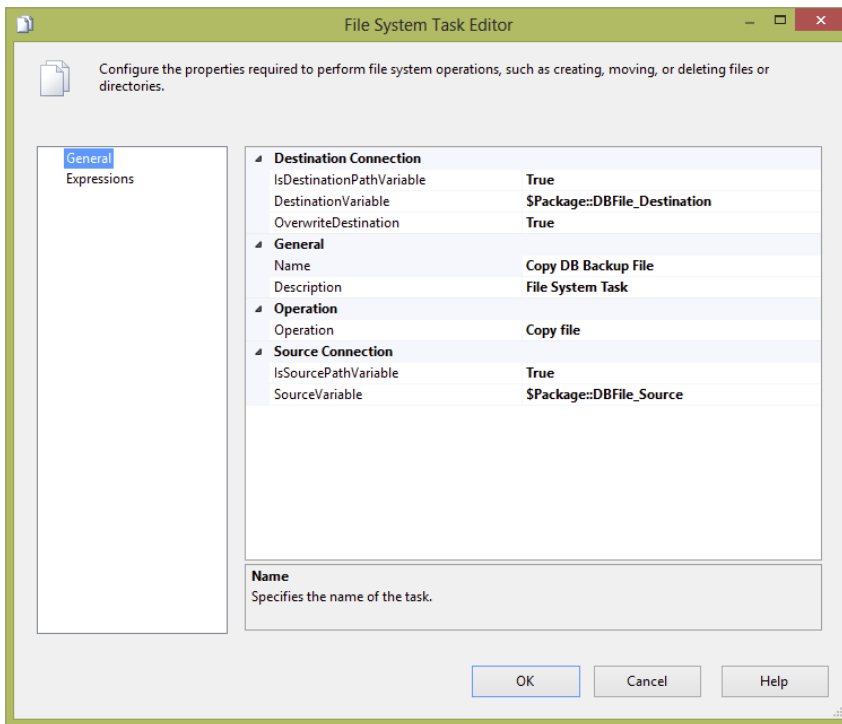 File System Task Editor
Configure the properties required to perform file system operations, such as creating, moving, or deleting files or
directories.
General
Expressions
Destination Connection
IsDestinationPathVariable True
DestinationVariable $Package::DBFile_Destination
OverwriteDestination True
General
Name Copy DB Backup File
Description File System Task
Operation
Operation Copy file
Source Connection
IsSourcePathVariable True
SourceVariable $Package::DBFile_Source
Name
Specifies the name of the task.
OK Cancel Help